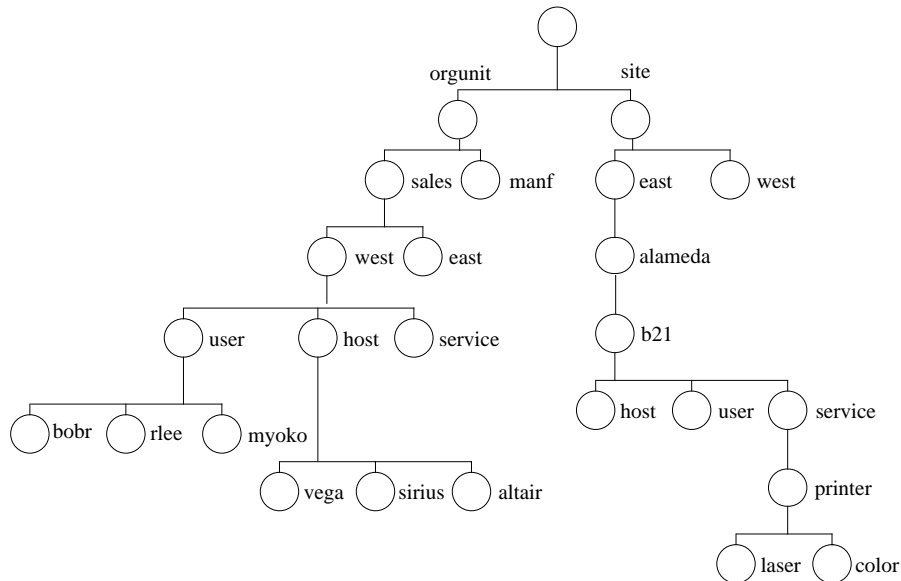 orgunit site
sales manf east west
west east alameda
user host service b21
host user service
bobr rlee myoko
vega sirius altair printer
laser color